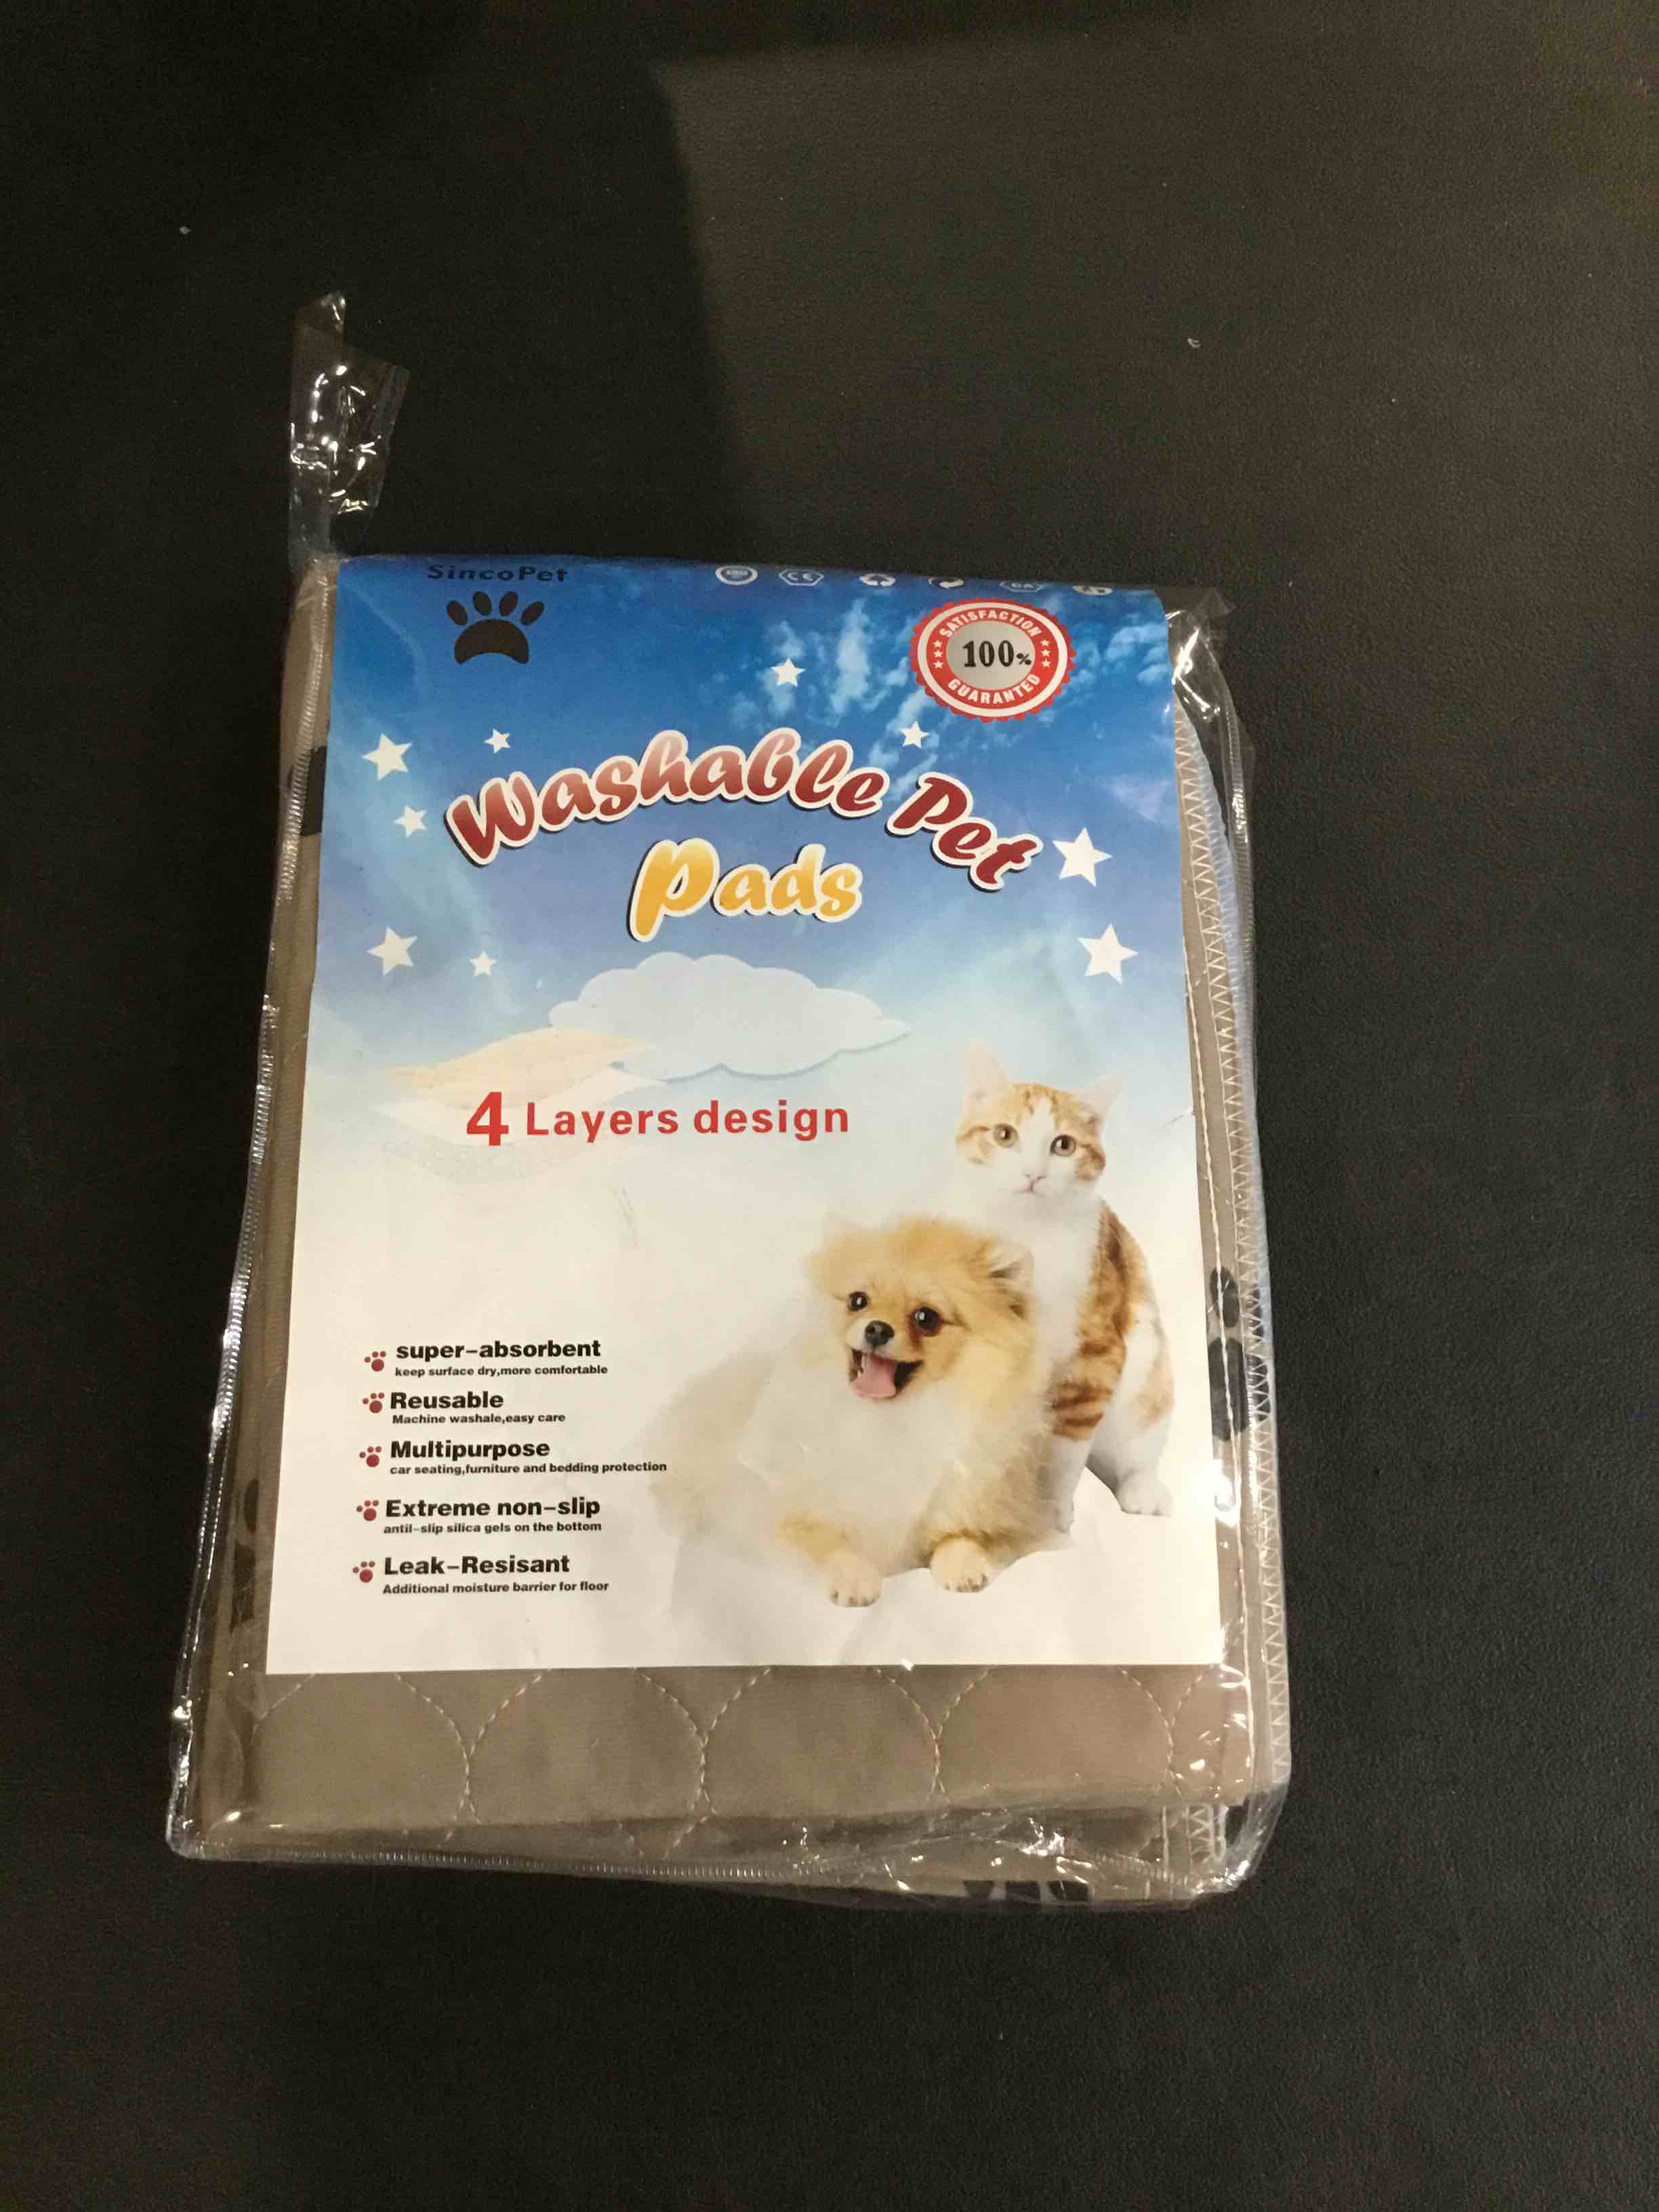 SincoPet
CE
SATISFACTION
100%
GUARANTED
Washable Pet
Pads
4 Layers design
super-absorbent
keep surface dry,more comfortable
Reusable
Machine washale,easy care
Multipurpose
car seating,furniture and bedding protection
Extreme non-slip
antil-slip silica gels on the bottom
Leak-Resisant
Additional moisture barrier for floor